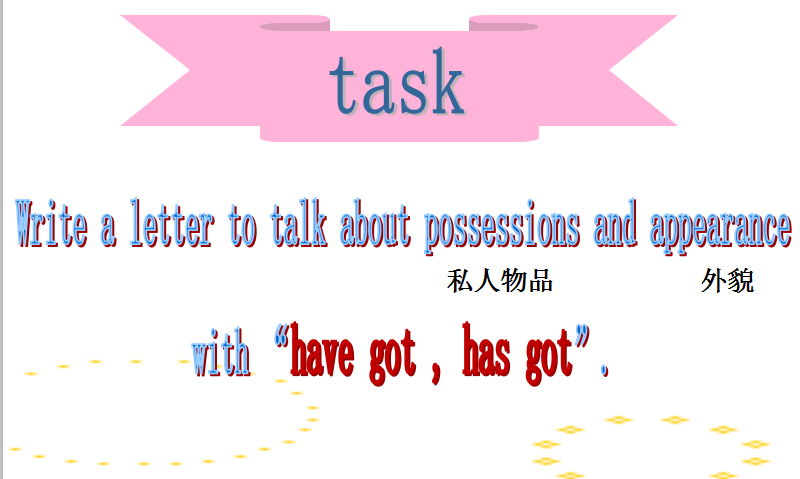 task
Write a letter to talk about possessions and appearance
私人物品 外貌
with “have got , has got”.